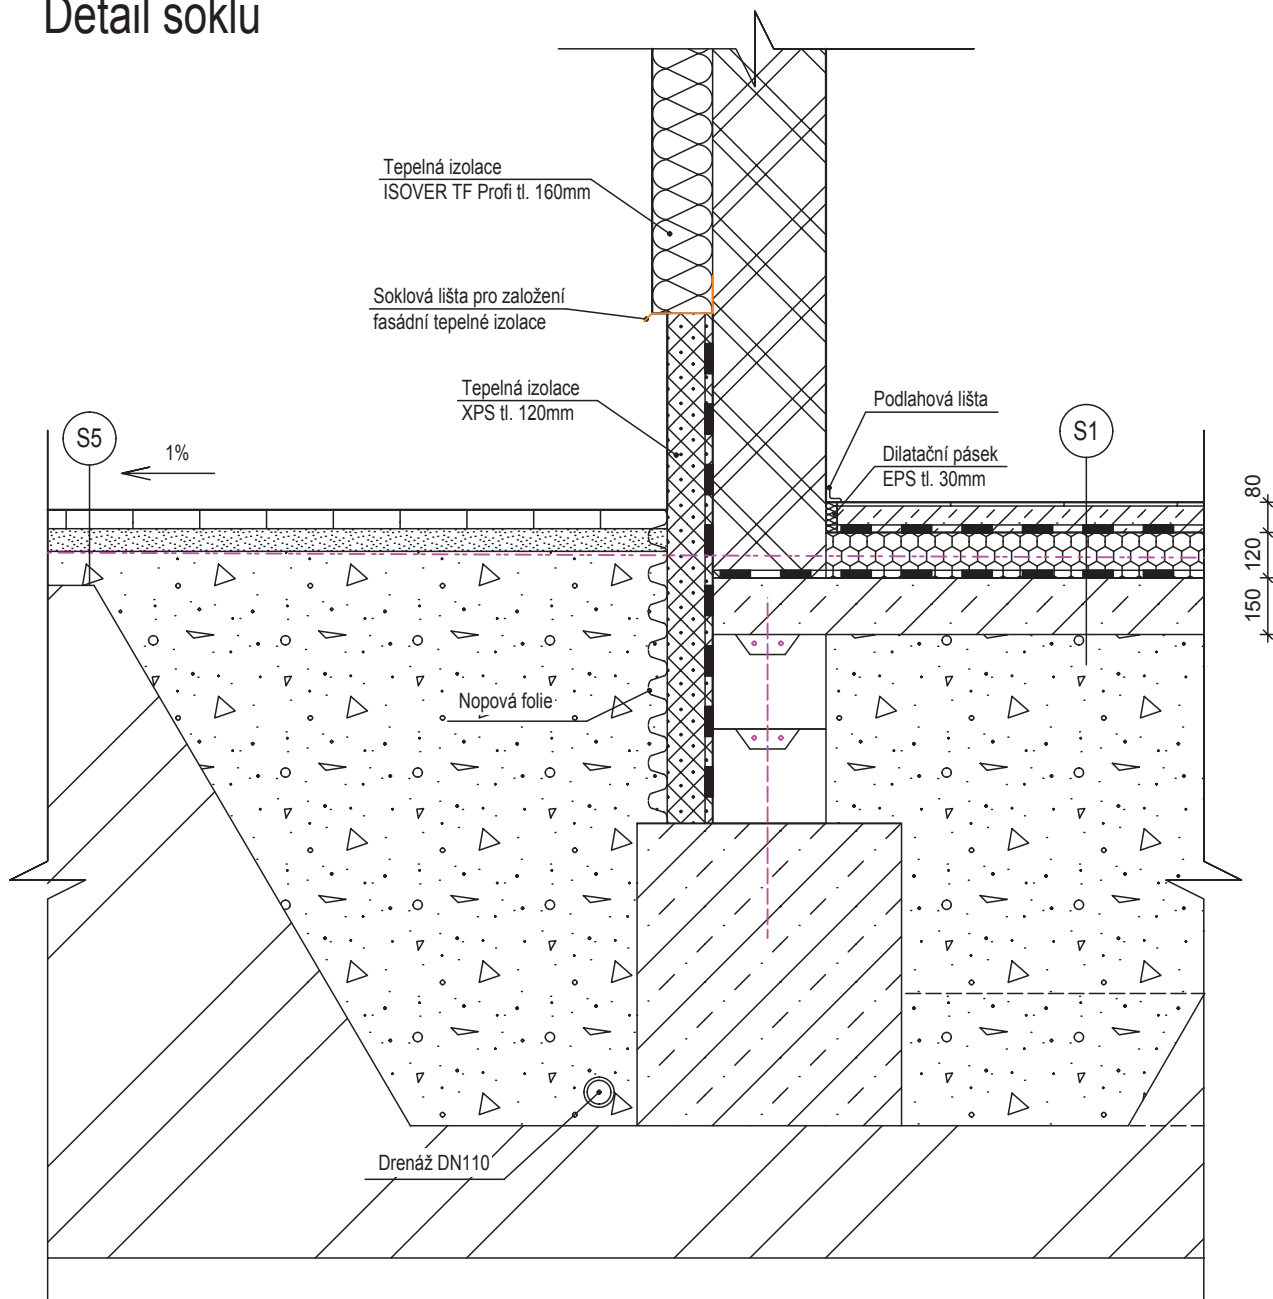 Detail soklu
Tepelná izolace
ISOVER TF Profi tl. 160mm
Soklová lišta pro založení
fasádní tepelné izolace
Tepelná izolace
XPS tl. 120mm
Podlahová lišta
S5
1%
S1
Dilatační pásek
EPS tl. 30mm
80
120
150
Nopová folie
Drenáž DN110